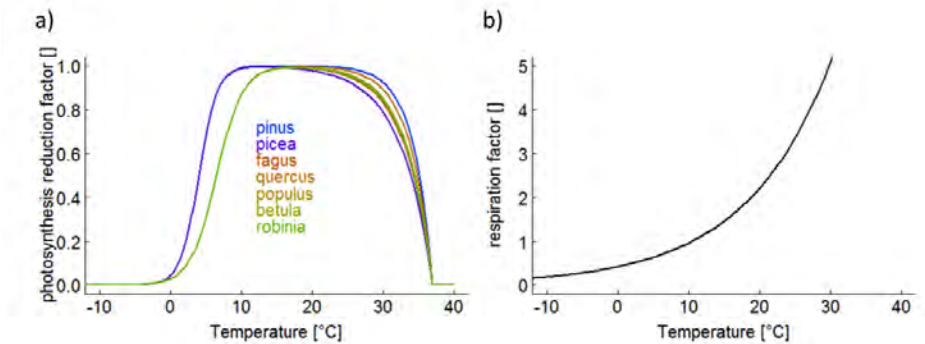 a)
photosynthesis reduction factor []
1.0
0.8
0.6
0.4
0.2
0.0
pinus
picea
fagus
quercus
populus
betula
robinia
-10 0 10 20 30 40
Temperature [°C]
b)
respiration factor []
5
4
3
2
1
0
-10 0 10 20 30 40
Temperature [°C]